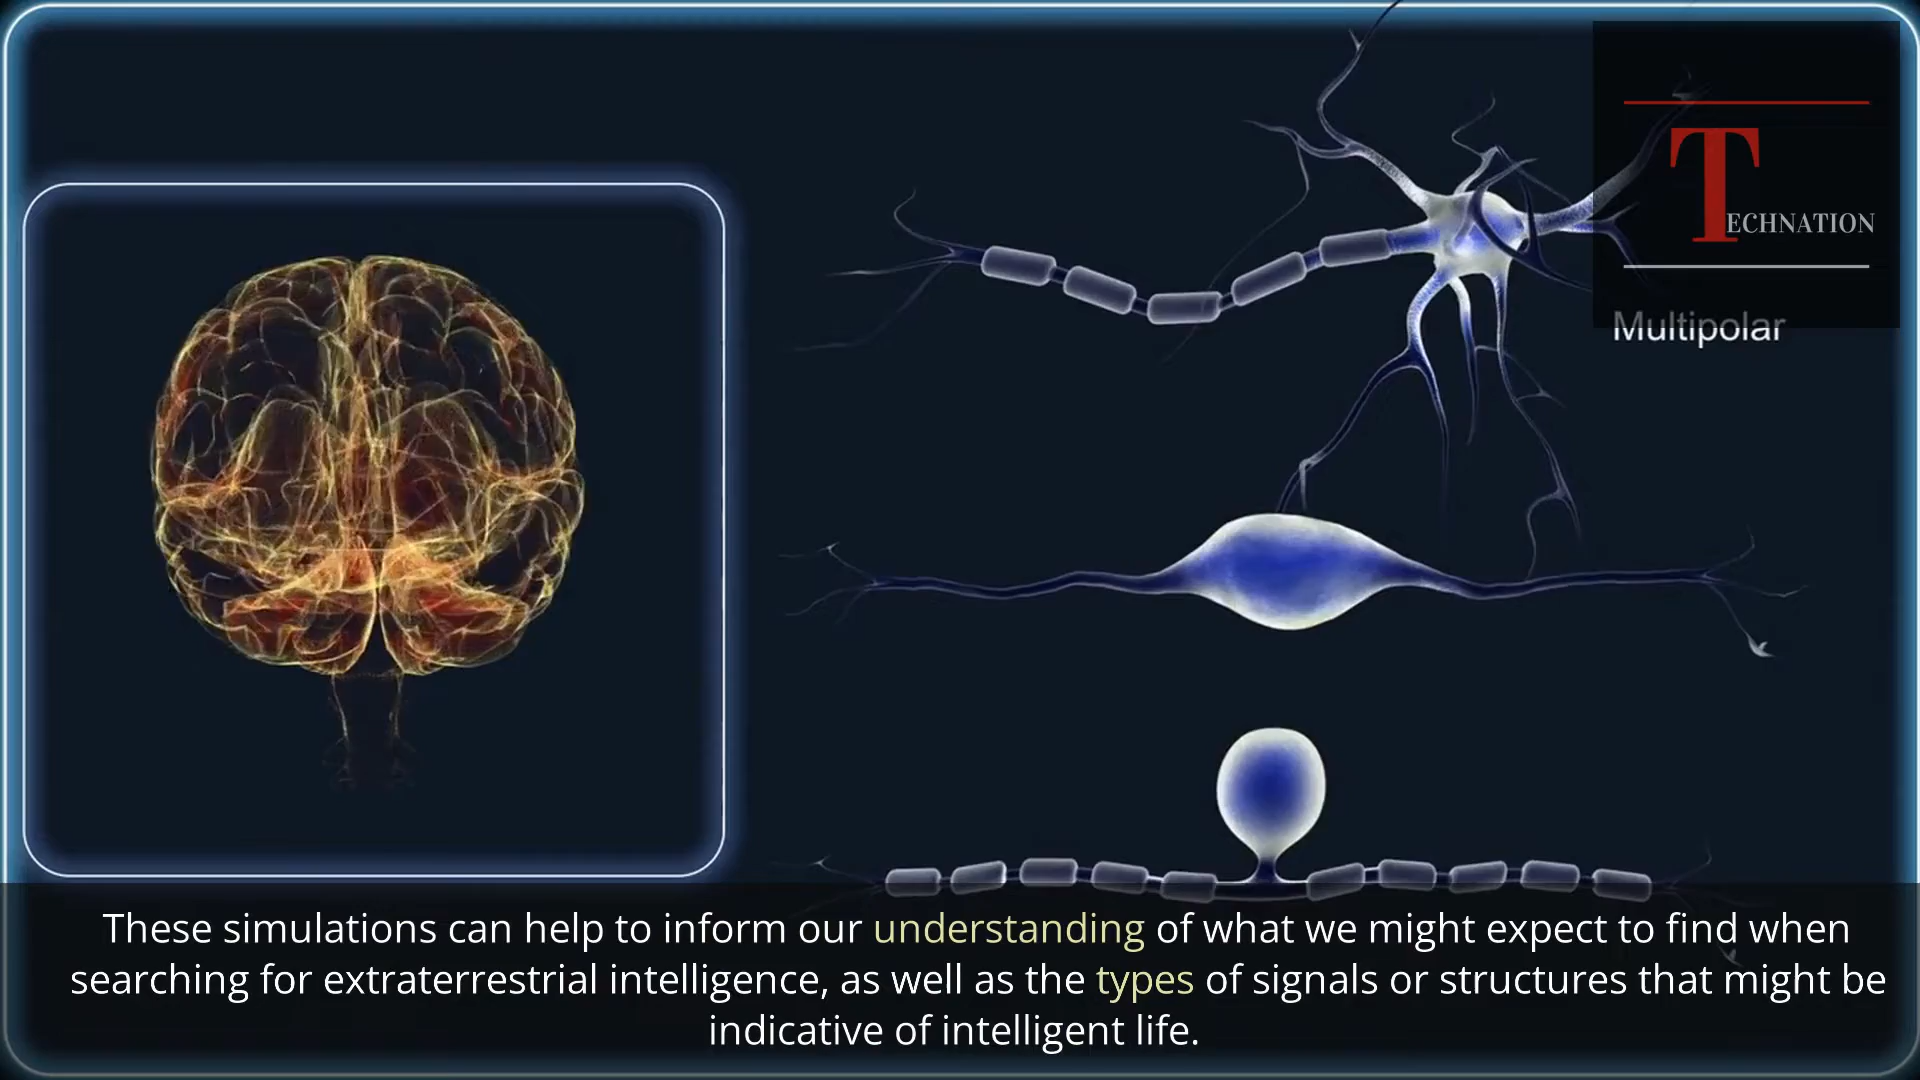 TECHNATION
Multipolar
These simulations can help to inform our understanding of what we might expect to find when
searching for extraterrestrial intelligence, as well as the types of signals or structures that might be
indicative of intelligent life.